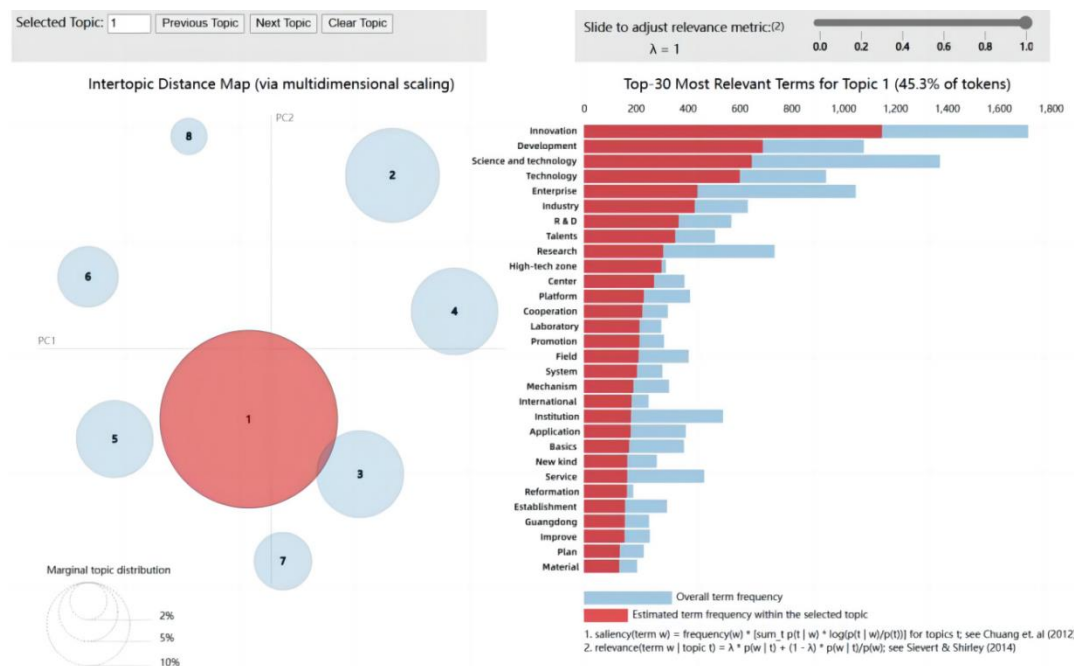 Selected Topic: 1 Previous Topic Next Topic Clear Topic
Slide to adjust relevance metric:(2)
λ = 1
0.0 0.2 0.4 0.6 0.8 1.0
Intertopic Distance Map (via multidimensional scaling)
PC2
PC1
8
2
6
4
1
5
3
7
Marginal topic distribution
2%
5%
10%
Top-30 Most Relevant Terms for Topic 1 (45.3% of tokens)
0 200 400 600 800 1,000 1,200 1,400 1,600 1,800
Innovation
Development
Science and technology
Technology
Enterprise
Industry
R & D
Talents
Research
High-tech zone
Center
Platform
Cooperation
Laboratory
Promotion
Field
System
Mechanism
International
Institution
Application
Basics
New kind
Service
Reformation
Establishment
Guangdong
Improve
Plan
Material
Overall term frequency
Estimated term frequency within the selected topic
1. saliency(term w) = frequency(w) * [sum_t p(t | w) * log(p(t | w)/p(t))] for topics t; see Chuang et. al (2012)
2. relevance(term w | topic t) = λ * p(w | t) + (1 - λ) * p(w | t)/p(w); see Sievert & Shirley (2014)